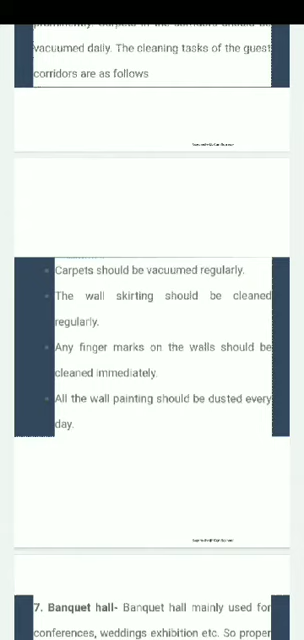 vacuumed daily. The cleaning tasks of the guest
corridors are as follows
Carpets should be vacuumed regularly.
The wall skirting should be cleaned
regularly.
Any finger marks on the walls should be
cleaned immediately.
All the wall painting should be dusted every
day.
7. Banquet hall- Banquet hall mainly used for
conferences, weddings exhibition etc. So proper